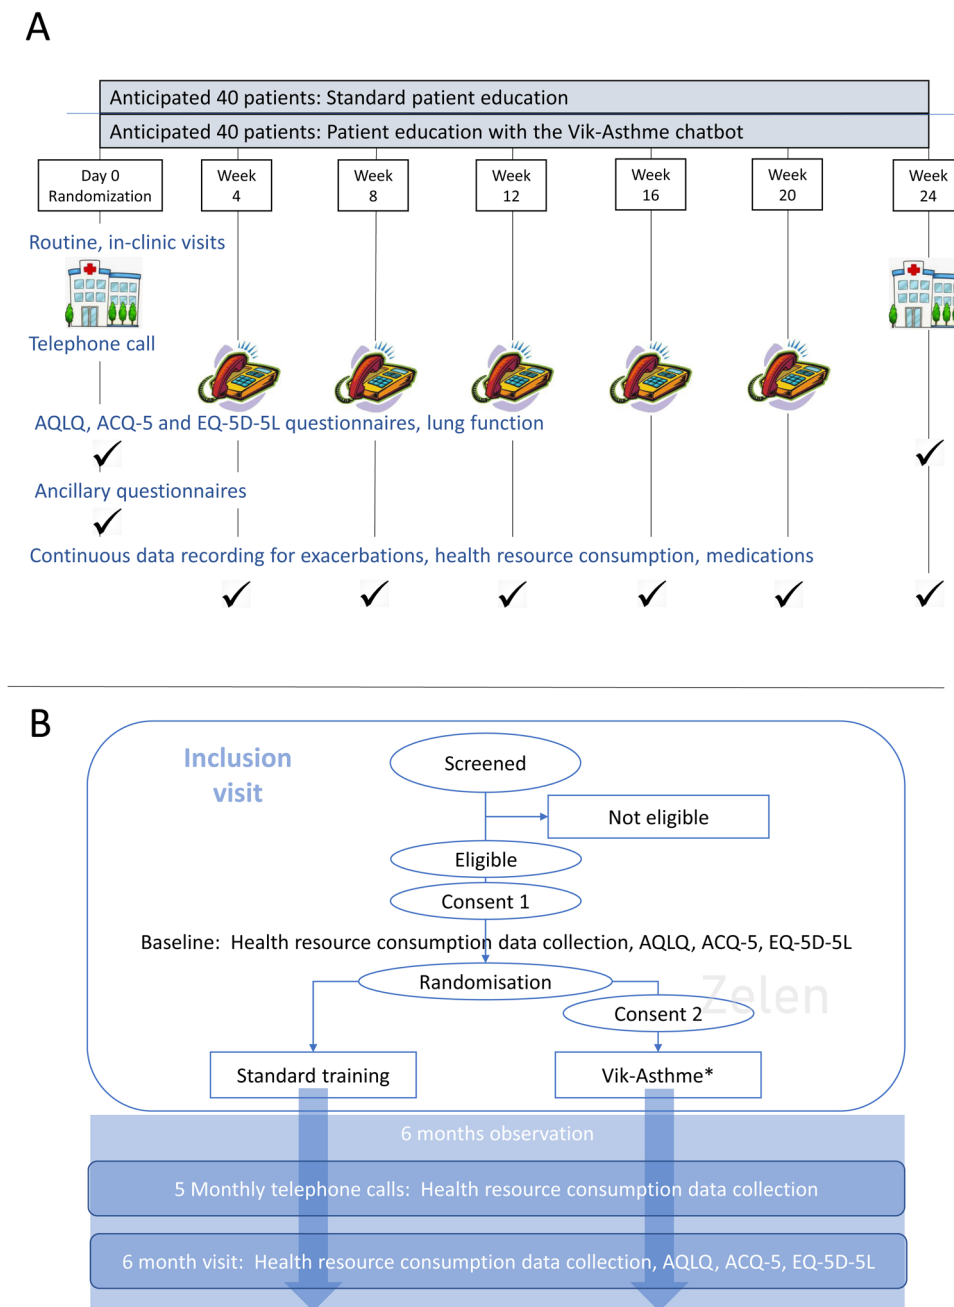 A
Anticipated 40 patients: Standard patient education
Anticipated 40 patients: Patient education with the Vik-Asthme chatbot
Day 0
Randomization
Week
4
Week
8
Week
12
Week
16
Week
20
Week
24
Routine, in-clinic visits
Telephone call
AQLQ, ACQ-5 and EQ-5D-5L questionnaires, lung function
Ancillary questionnaires
Continuous data recording for exacerbations, health resource consumption, medications
B
Inclusion
visit
Screened
Not eligible
Eligible
Consent 1
Baseline: Health resource consumption data collection, AQLQ, ACQ-5, EQ-5D-5L
Randomisation
Zelen
Consent 2
Standard training
Vik-Asthme*
6 months observation
5 Monthly telephone calls: Health resource consumption data collection
6 month visit: Health resource consumption data collection, AQLQ, ACQ-5, EQ-5D-5L